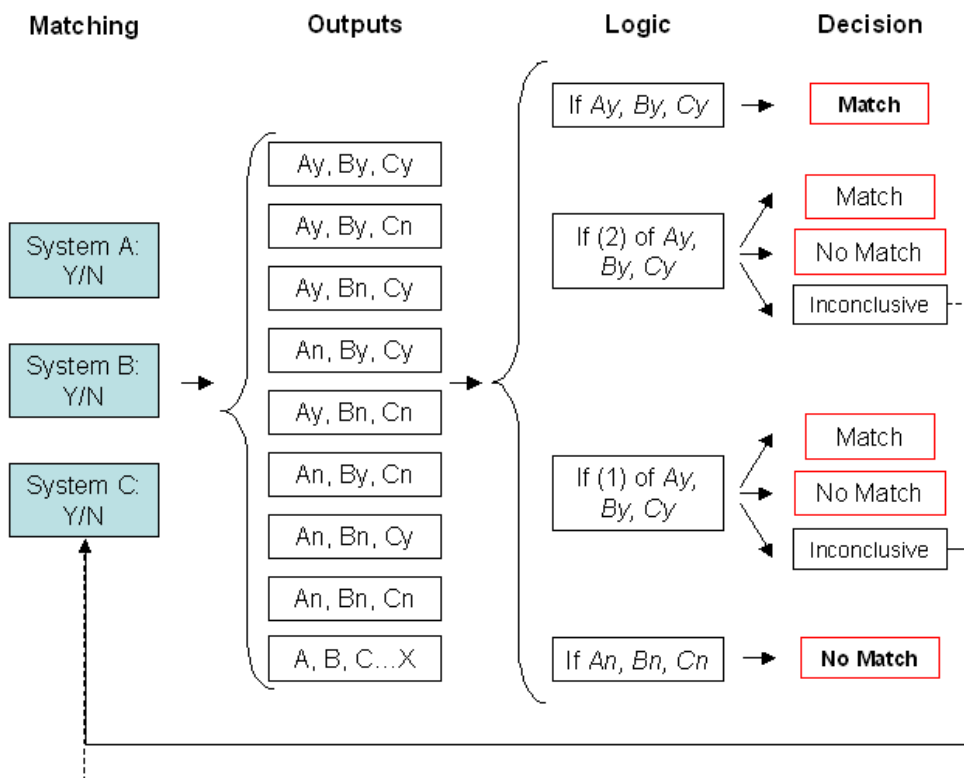 Matching
Outputs
Logic
Decision
System A:
Y/N
System B:
Y/N
System C:
Y/N
Ay, By, Cy
Ay, By, Cn
Ay, Bn, Cy
An, By, Cy
Ay, Bn, Cn
An, By, Cn
An, Bn, Cy
An, Bn, Cn
A, B, C...X
If Ay, By, Cy
Match
If (2) of Ay,
By, Cy
Match
No Match
Inconclusive
If (1) of Ay,
By, Cy
Match
No Match
Inconclusive
If An, Bn, Cn
No Match